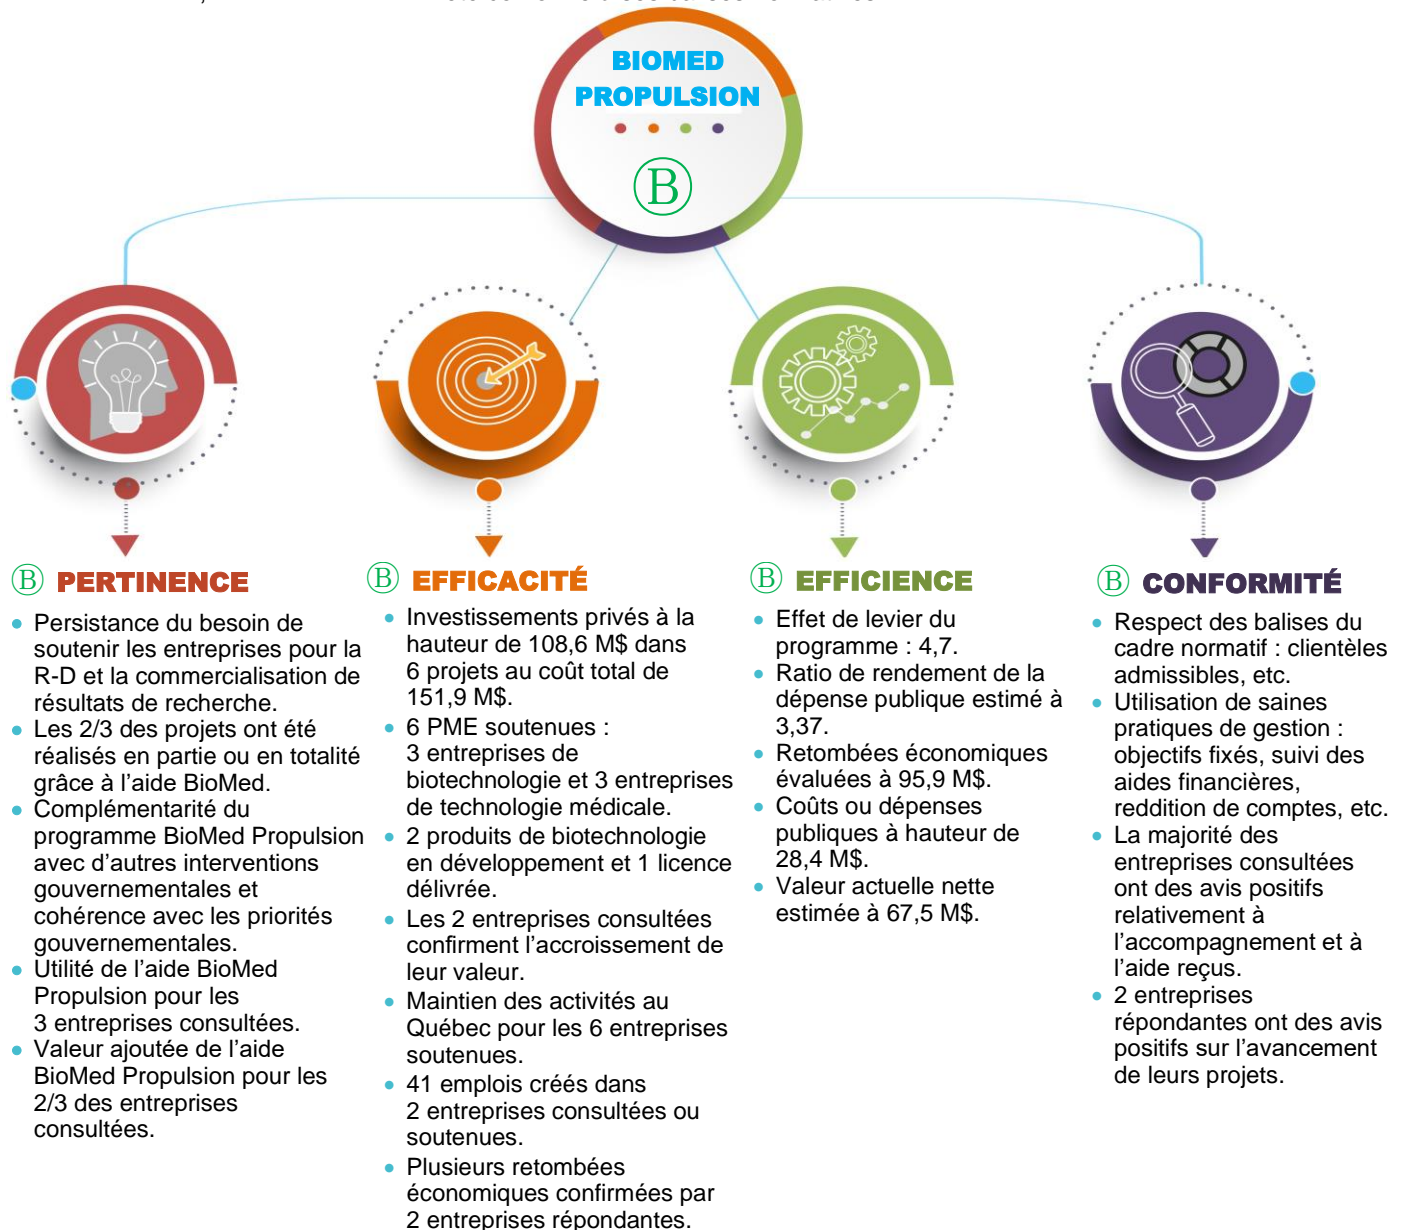 BIOMED
PROPULSION
Ⓑ
Ⓑ PERTINENCE
• Persistance du besoin de
soutenir les entreprises pour la
R-D et la commercialisation de
résultats de recherche.
• Les 2/3 des projets ont été
réalisés en partie ou en totalité
grâce à l’aide BioMed.
• Complémentarité du
programme BioMed Propulsion
avec d’autres interventions
gouvernementales et
cohérence avec les priorités
gouvernementales.
• Utilité de l’aide BioMed
Propulsion pour les
3 entreprises consultées.
• Valeur ajoutée de l’aide
BioMed Propulsion pour les
2/3 des entreprises
consultées.
Ⓑ EFFICACITÉ
• Investissements privés à la
hauteur de 108,6 M$ dans
6 projets au coût total de
151,9 M$.
• 6 PME soutenues :
3 entreprises de
biotechnologie et 3 entreprises
de technologie médicale.
• 2 produits de biotechnologie
en développement et 1 licence
délivrée.
• Les 2 entreprises consultées
confirment l’accroissement de
leur valeur.
• Maintien des activités au
Québec pour les 6 entreprises
soutenues.
• 41 emplois créés dans
2 entreprises consultées ou
soutenues.
• Plusieurs retombées
économiques confirmées par
2 entreprises répondantes.
Ⓑ EFFICIENCE
• Effet de levier du
programme : 4,7.
• Ratio de rendement de la
dépense publique estimé à
3,37.
• Retombées économiques
évaluées à 95,9 M$.
• Coûts ou dépenses
publiques à hauteur de
28,4 M$.
• Valeur actuelle nette
estimée à 67,5 M$.
Ⓑ CONFORMITÉ
• Respect des balises du
cadre normatif : clientèles
admissibles, etc.
• Utilisation de saines
pratiques de gestion :
objectifs fixés, suivi des
aides financières,
reddition de comptes, etc.
• La majorité des
entreprises consultées
ont des avis positifs
relativement à
l’accompagnement et à
l’aide reçus.
• 2 entreprises
répondantes ont des avis
positifs sur l’avancement
de leurs projets.